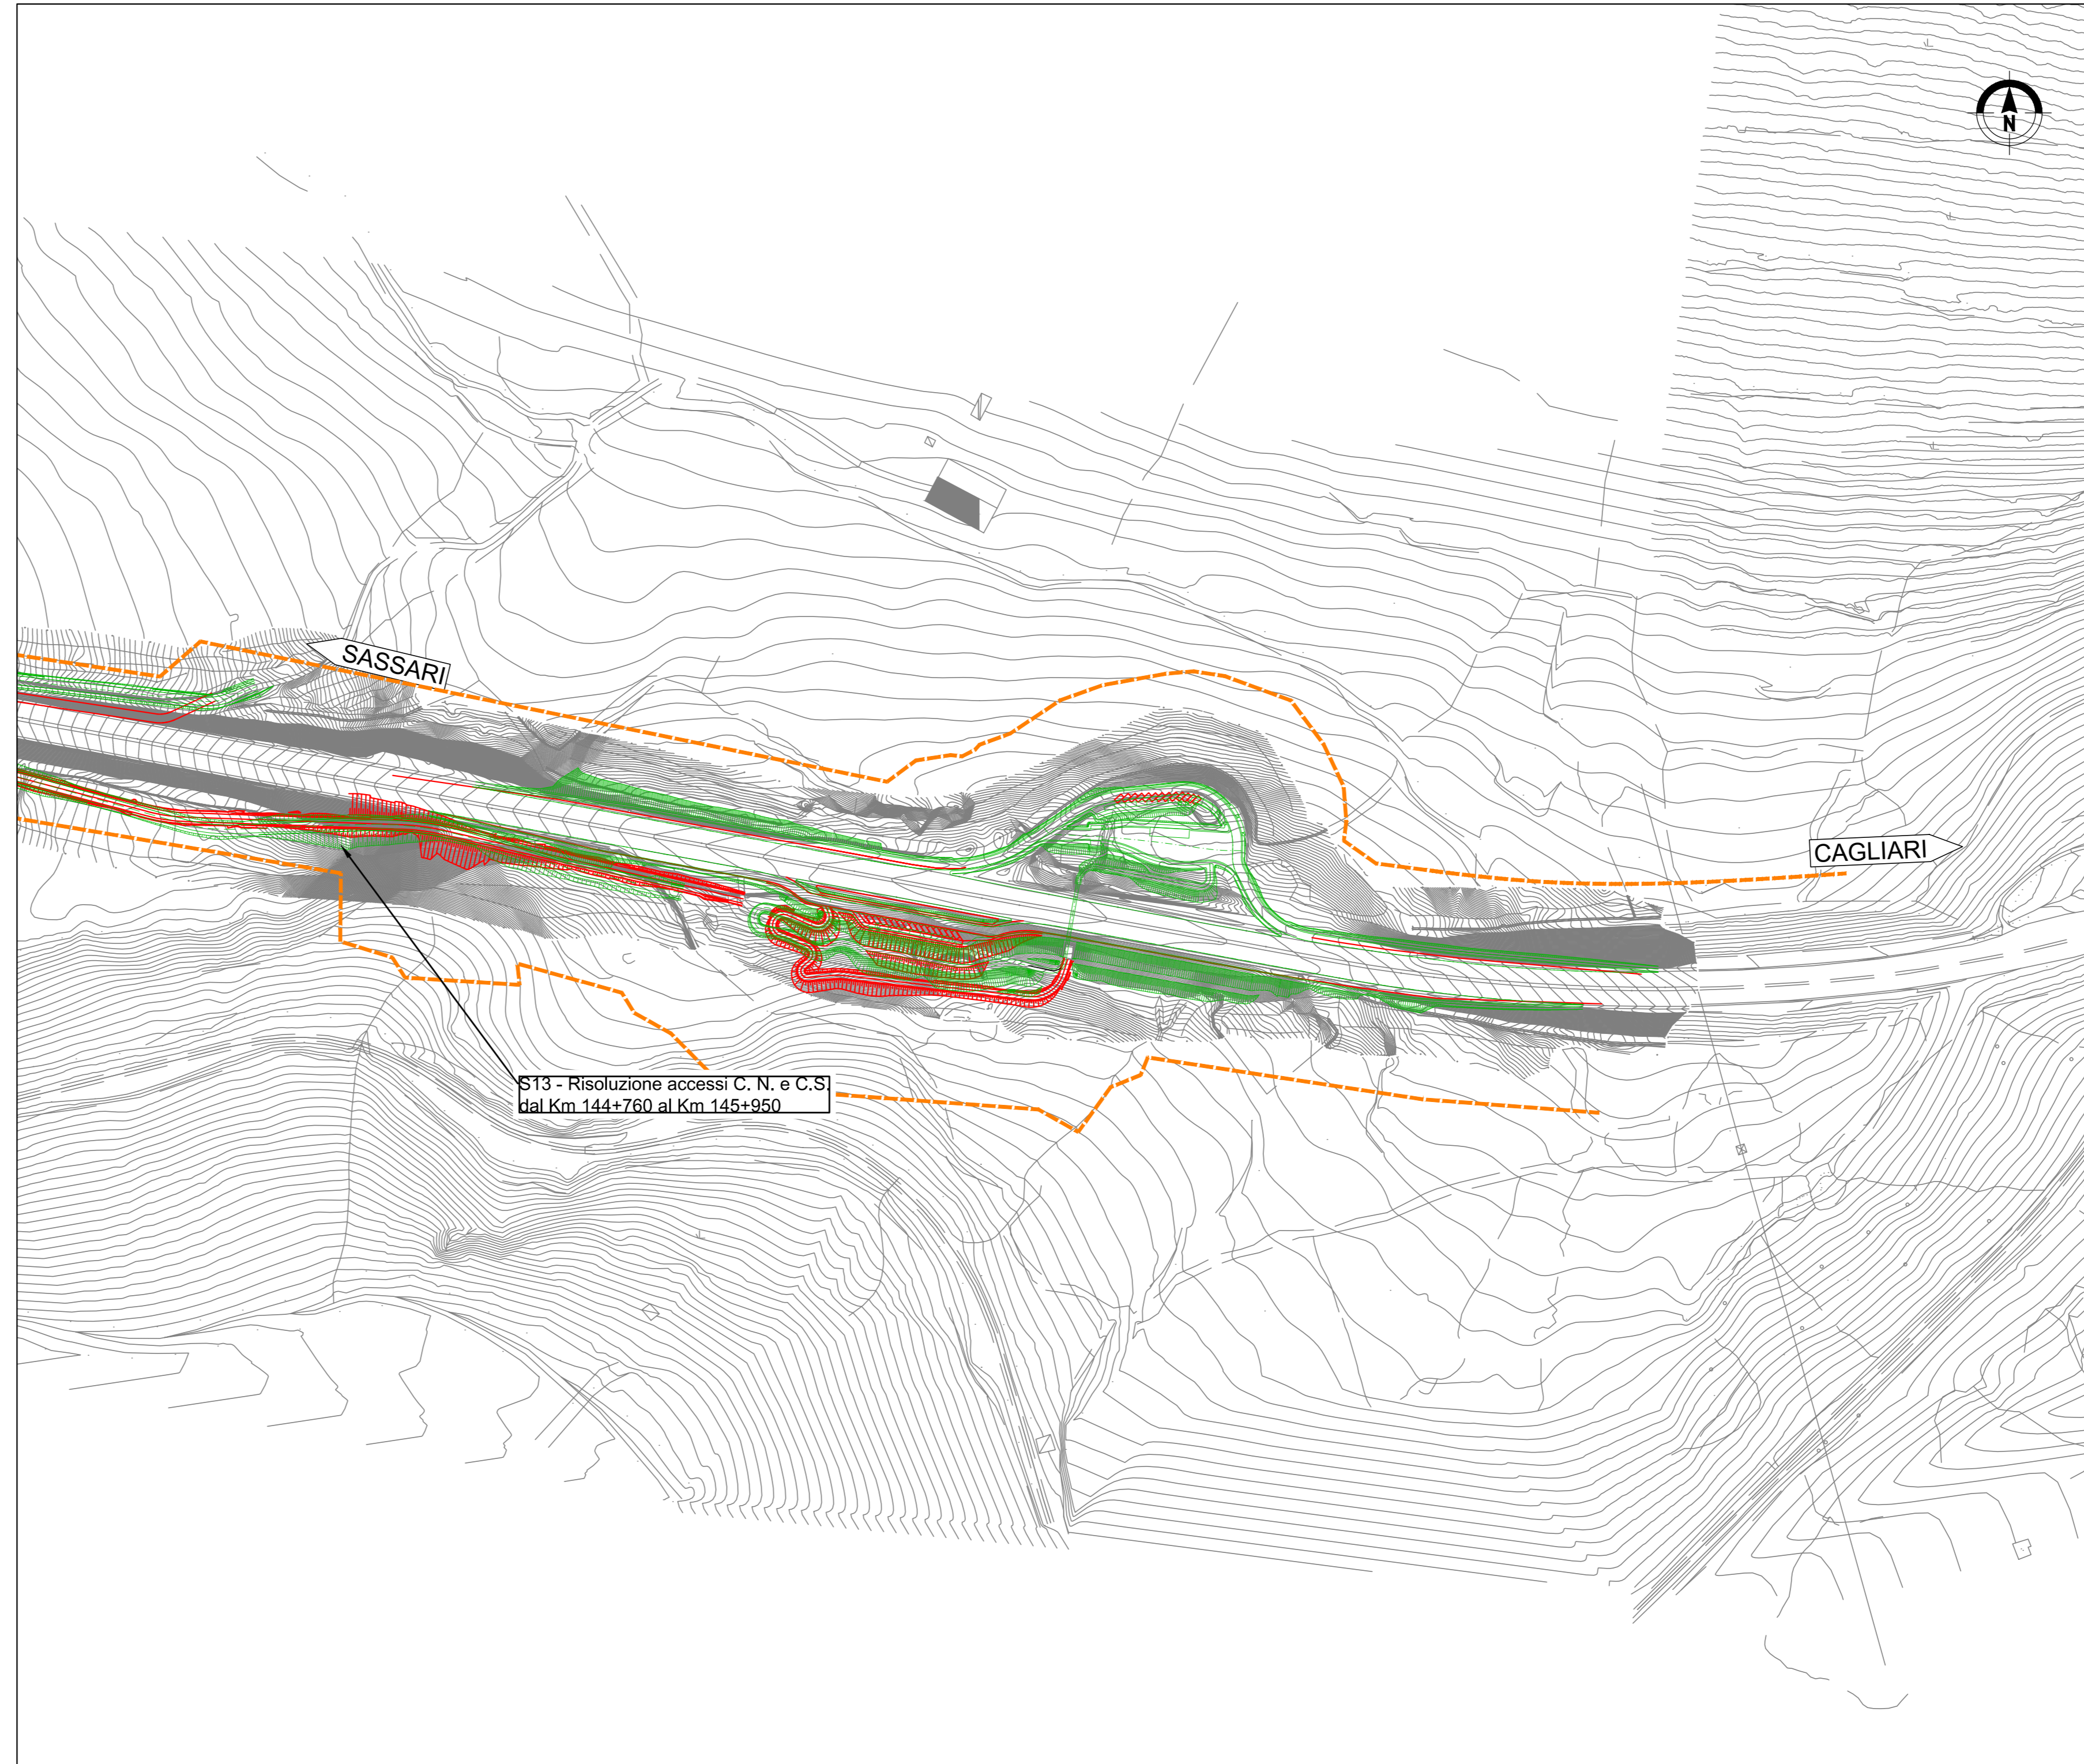 N
SASSARI
CAGLIARI
S13 - Risoluzione accessi C. N. e C.S.
dal Km 144+760 al Km 145+950